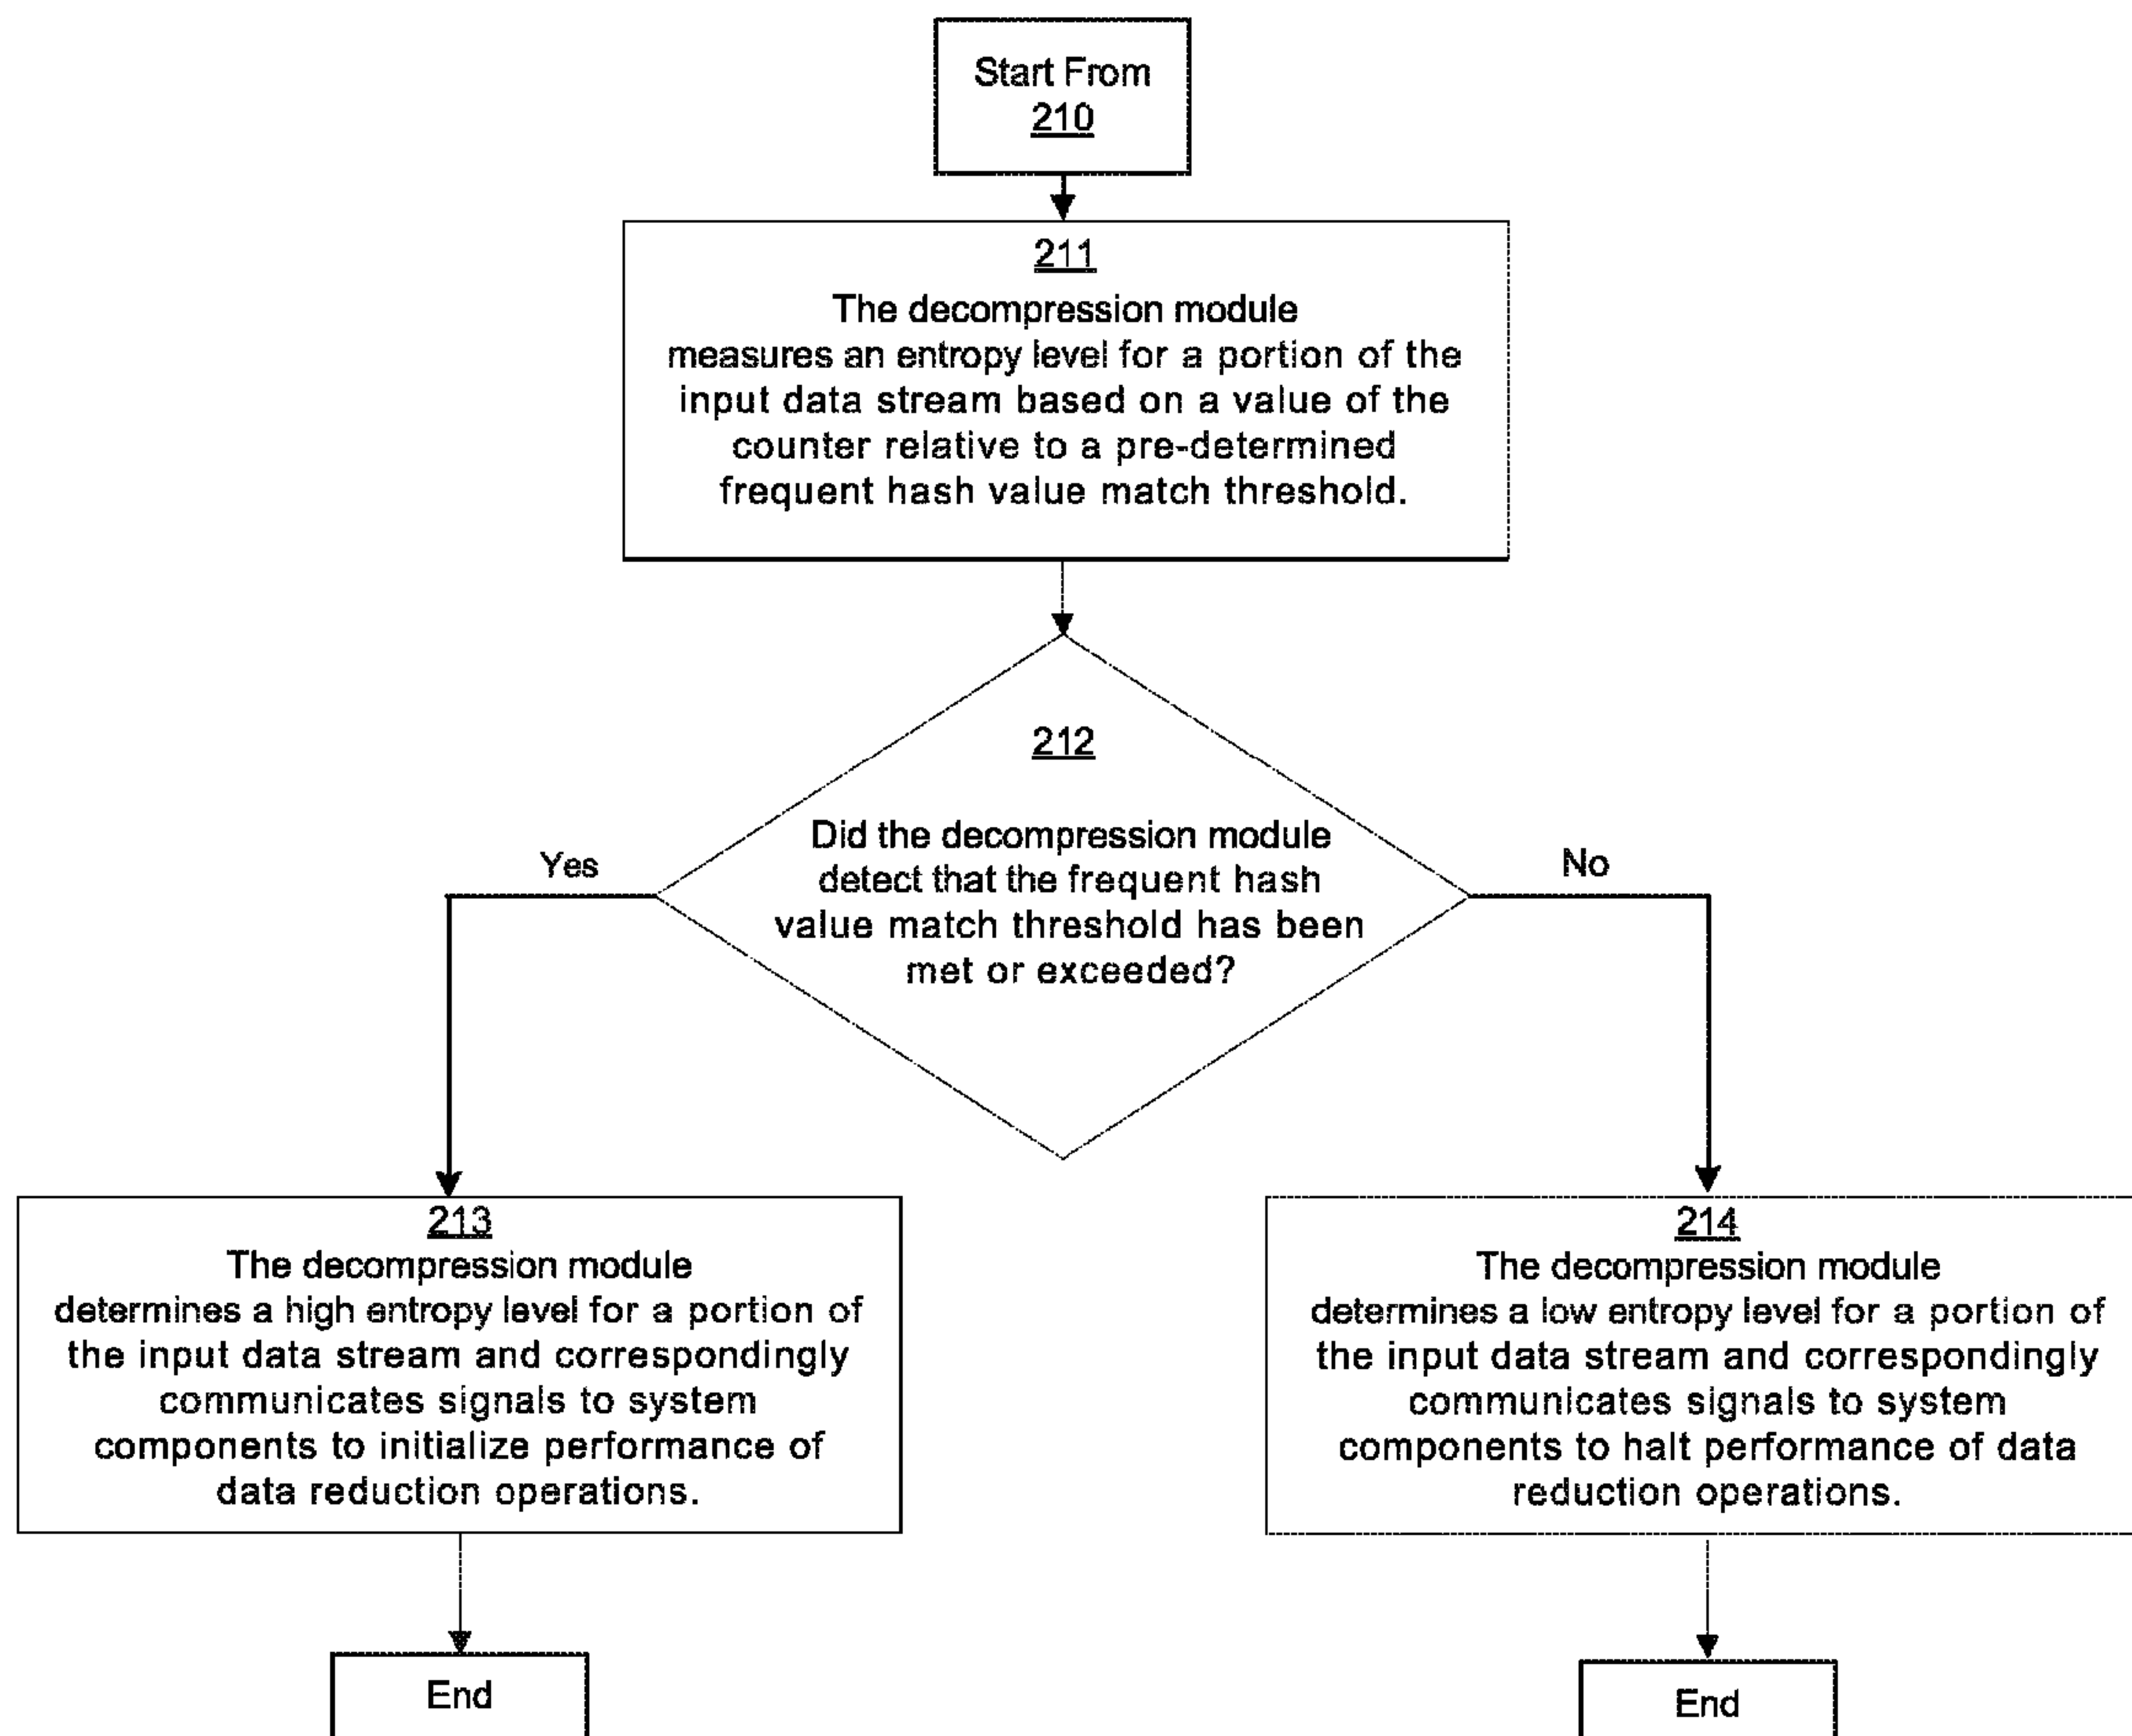 Start From
210
211
The decompression module
measures an entropy level for a portion of the
input data stream based on a value of the
counter relative to a pre-determined
frequent hash value match threshold.
212
Did the decompression module
detect that the frequent hash
value match threshold has been
met or exceeded?
Yes
No
213
The decompression module
determines a high entropy level for a portion of
the input data stream and correspondingly
communicates signals to system
components to initialize performance of
data reduction operations.
214
The decompression module
determines a low entropy level for a portion of
the input data stream and correspondingly
communicates signals to system
components to halt performance of data
reduction operations.
End
End